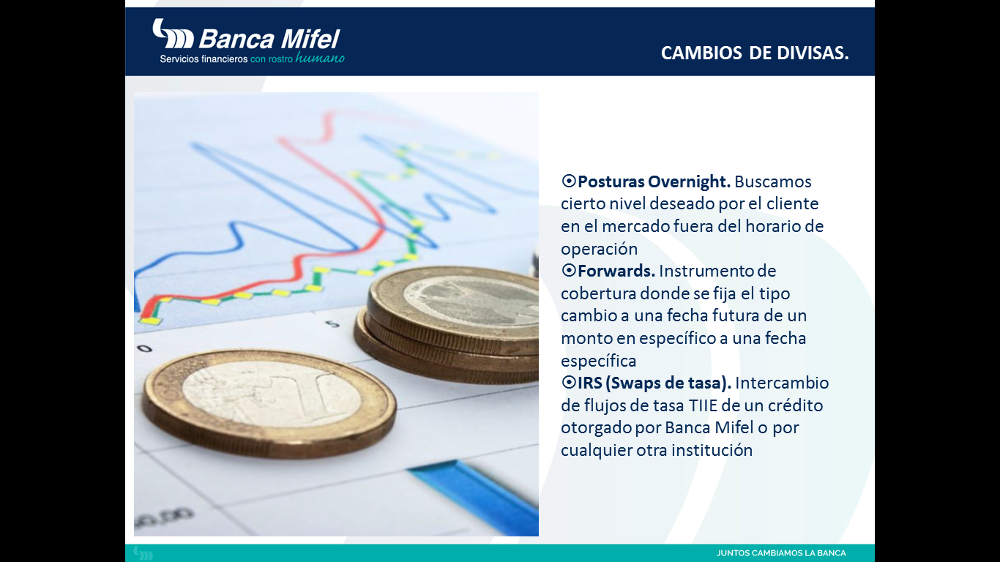 Banca Mifel
Servicios financieros con rostro humano
CAMBIOS DE DIVISAS.
0
5
⦿Posturas Overnight. Buscamos
cierto nivel deseado por el cliente
en el mercado fuera del horario de
operación
⦿Forwards. Instrumento de
cobertura donde se fija el tipo
cambio a una fecha futura de un
monto en específico a una fecha
específica
⦿IRS (Swaps de tasa). Intercambio
de flujos de tasa TIIE de un crédito
otorgado por Banca Mifel o por
cualquier otra institución
JUNTOS CAMBIAMOS LA BANCA